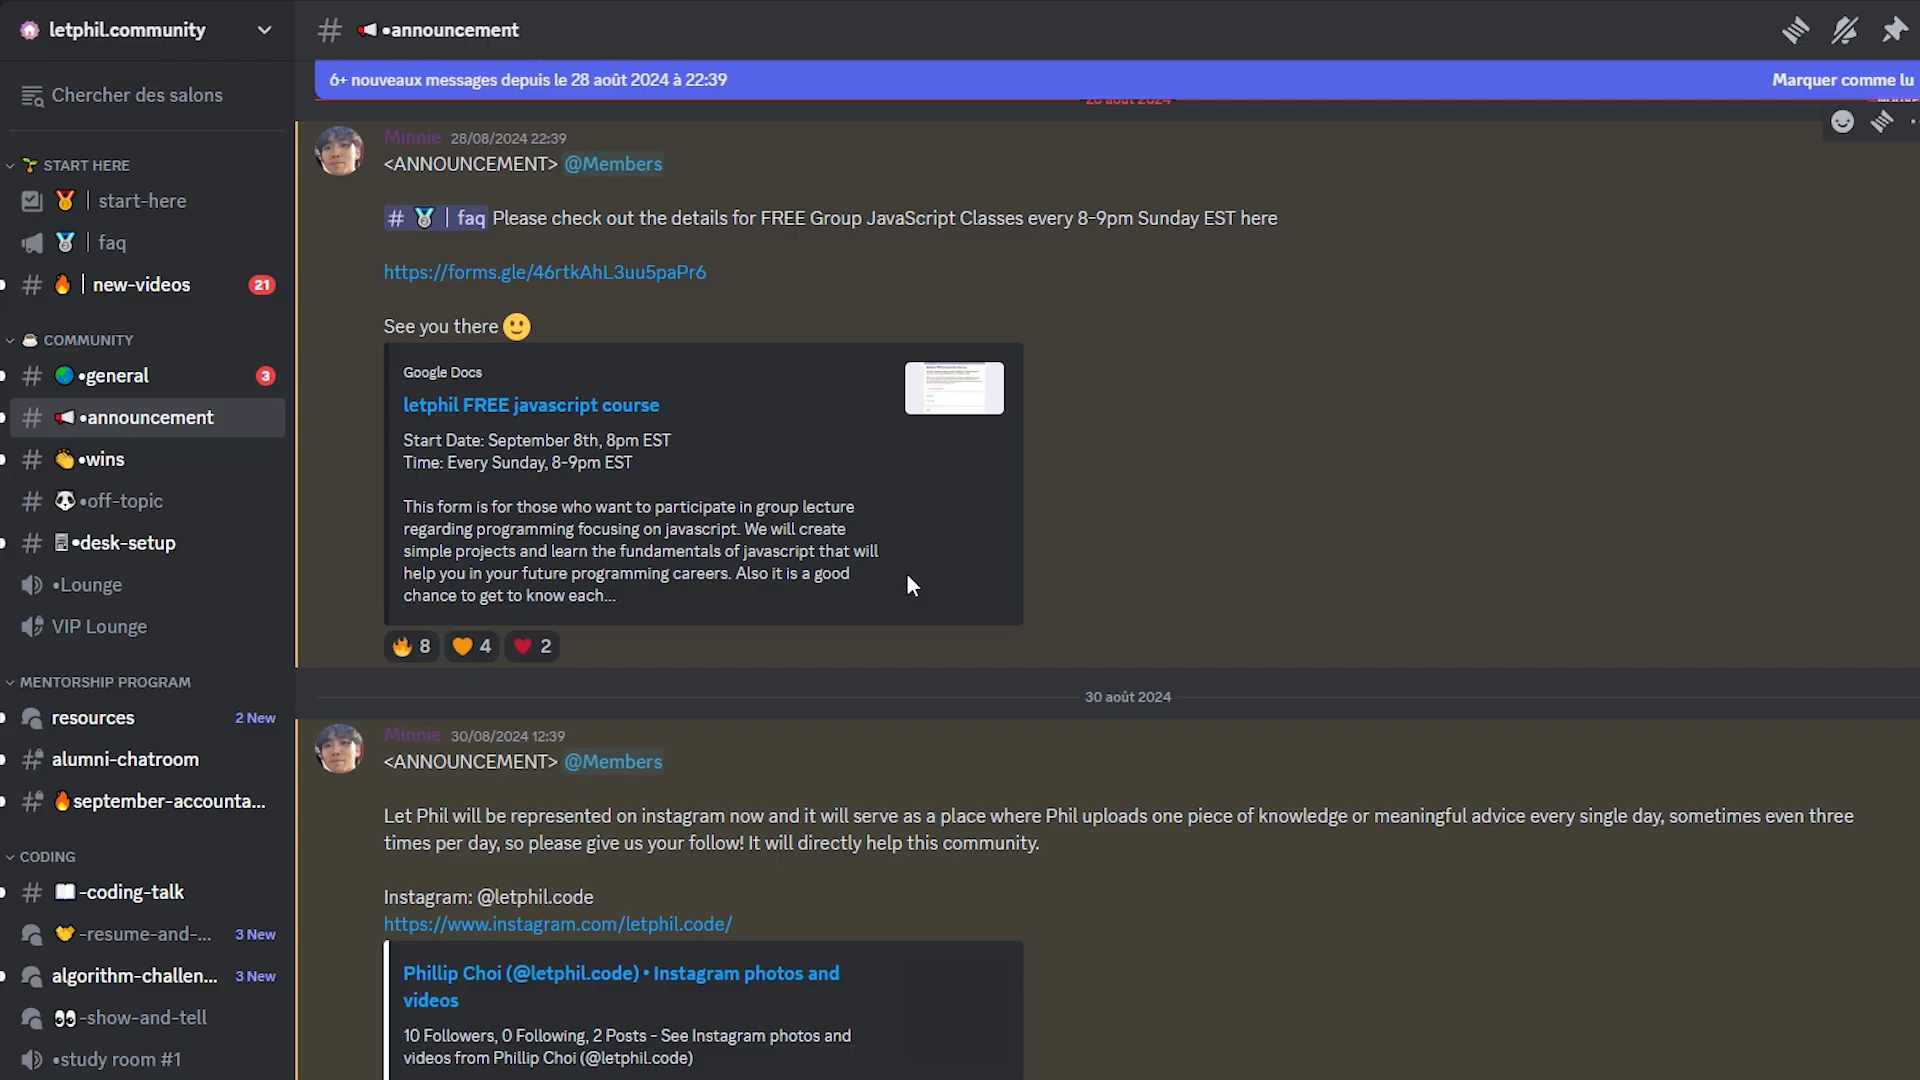 letphil.community
Chercher des salons
START HERE
start-here
faq
new-videos
21
COMMUNITY
•general
3
•announcement
•wins
•off-topic
•desk-setup
•Lounge
VIP Lounge
MENTORSHIP PROGRAM
resources
2 New
alumni-chatroom
september-accounta...
CODING
-coding-talk
-resume-and-...
3 New
algorithm-challen...
3 New
-show-and-tell
•study room #1
# •announcement
6+ nouveaux messages depuis le 28 août 2024 à 22:39
Marquer comme lu
28 août 2024
Minnie 28/08/2024 22:39
<ANNOUNCEMENT> @Members
# | faq Please check out the details for FREE Group JavaScript Classes every 8-9pm Sunday EST here
https://forms.gle/46rtkAhL3uu5paPr6
See you there 🙂
Google Docs
letphil FREE javascript course
Start Date: September 8th, 8pm EST
Time: Every Sunday, 8-9pm EST
This form is for those who want to participate in group lecture
regarding programming focusing on javascript. We will create
simple projects and learn the fundamentals of javascript that will
help you in your future programming careers. Also it is a good
chance to get to know each...
🔥 8 🧡 4 ❤️ 2
30 août 2024
Minnie 30/08/2024 12:39
<ANNOUNCEMENT> @Members
Let Phil will be represented on instagram now and it will serve as a place where Phil uploads one piece of knowledge or meaningful advice every single day, sometimes even three
times per day, so please give us your follow! It will directly help this community.
Instagram: @letphil.code
https://www.instagram.com/letphil.code/
Phillip Choi (@letphil.code) • Instagram photos and
videos
10 Followers, 0 Following, 2 Posts - See Instagram photos and
videos from Phillip Choi (@letphil.code)